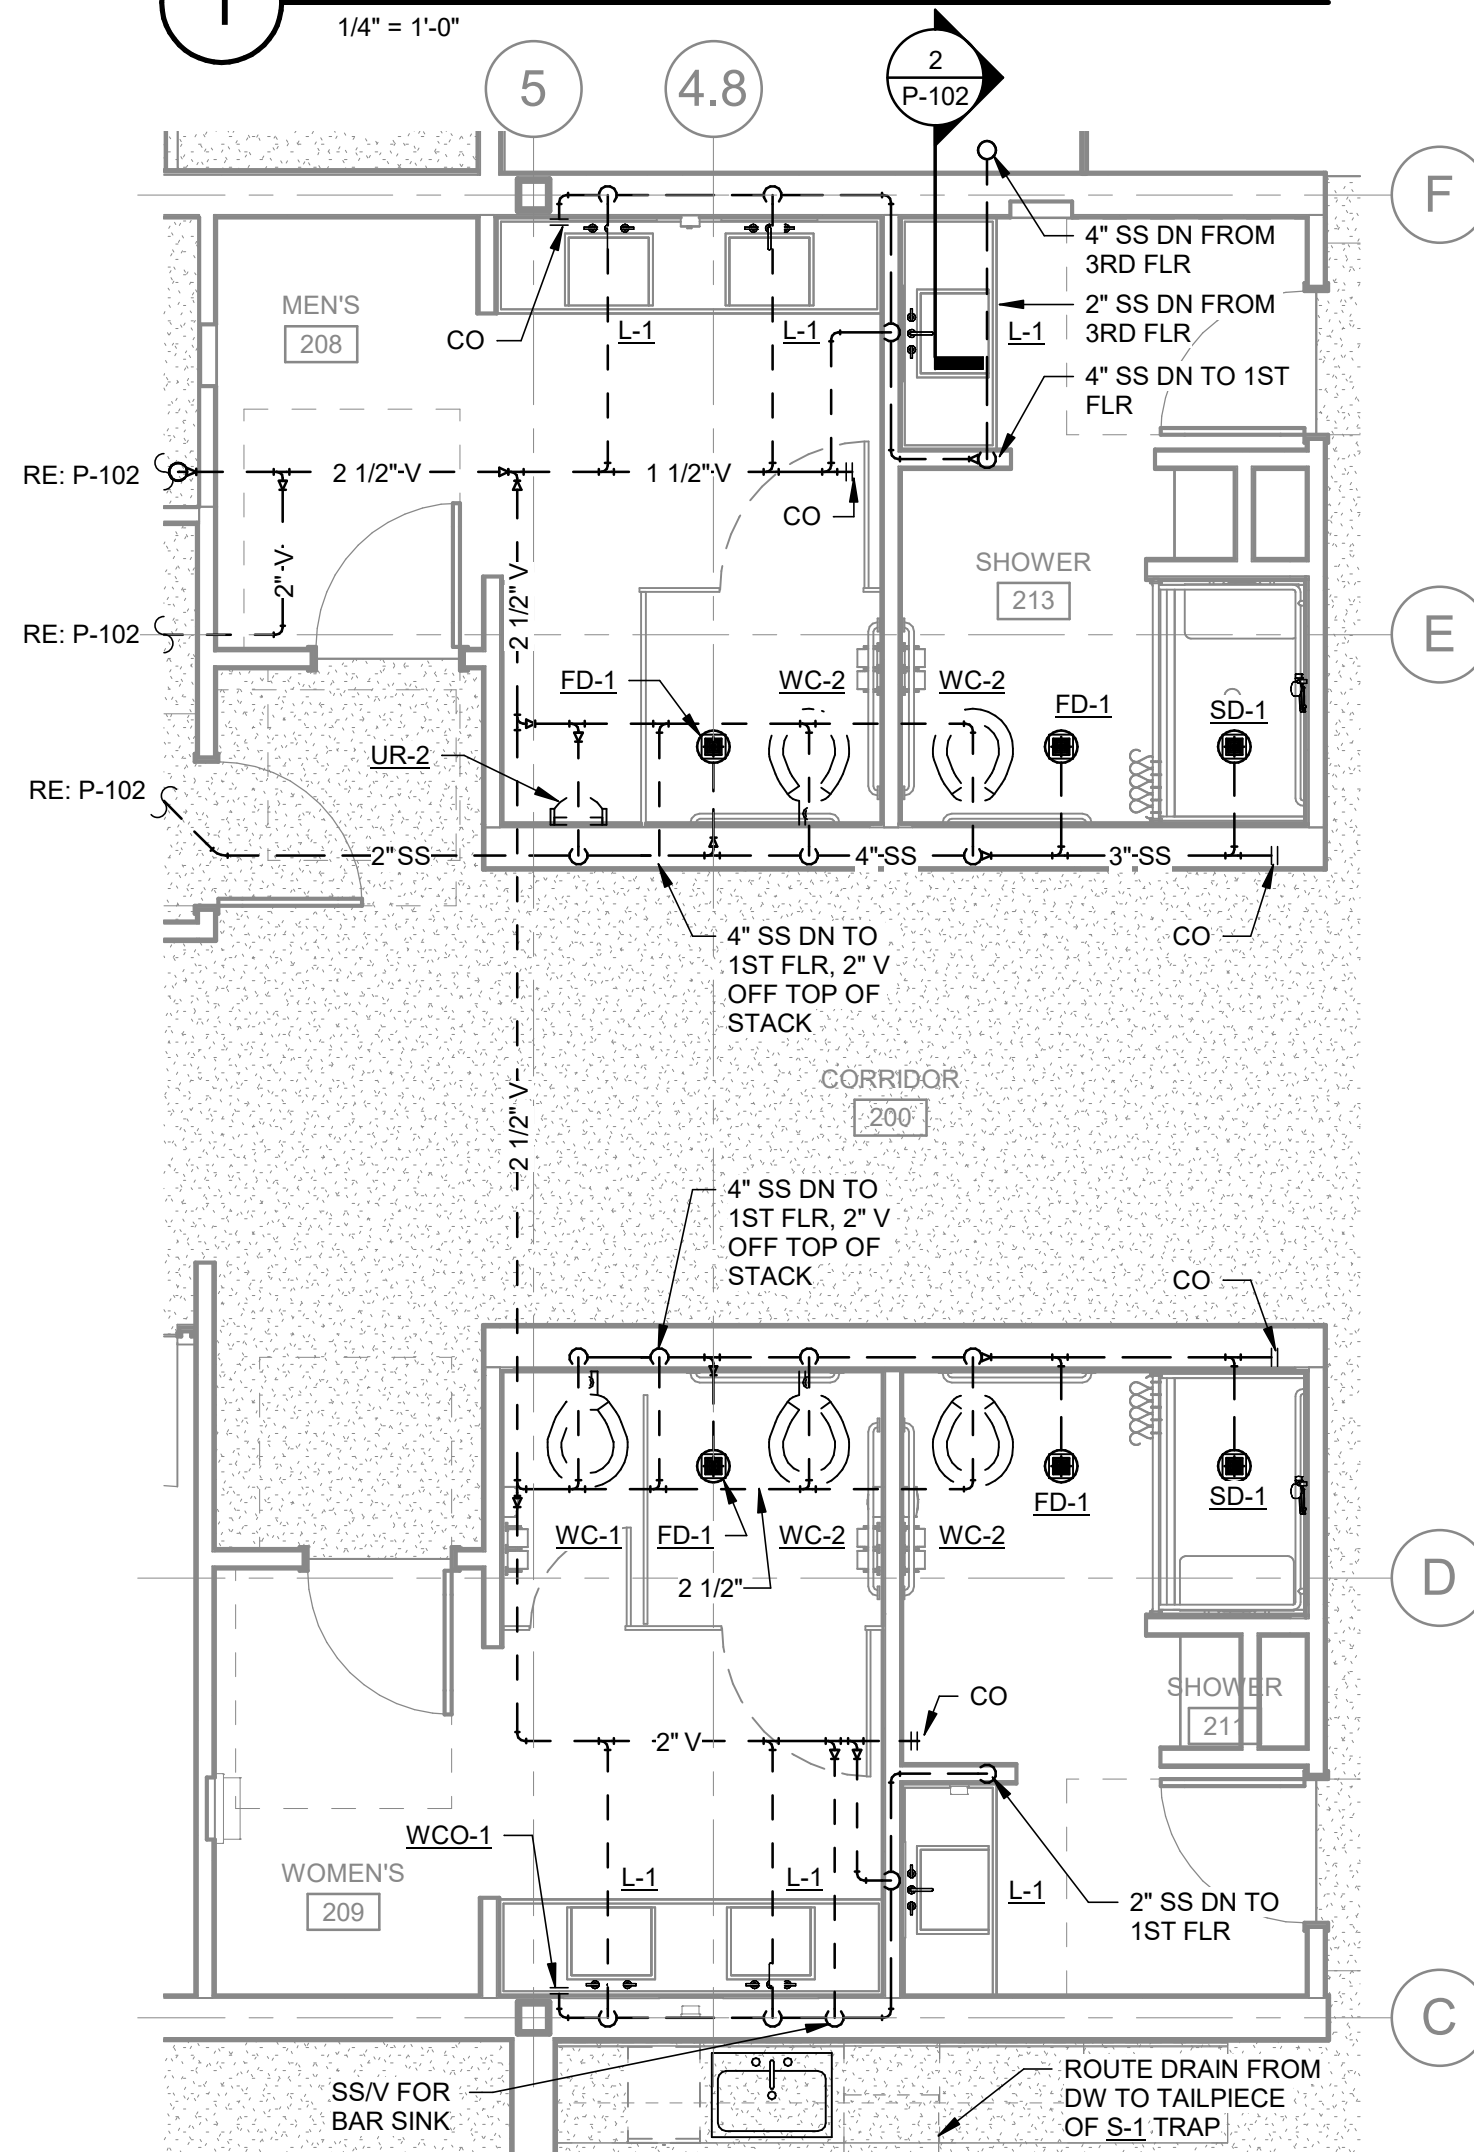 1
1/4" = 1'-0"
5
4.8
2
P-102
F
4" SS DN FROM
3RD FLR
MEN'S
208
2" SS DN FROM
3RD FLR
CO
L-1
L-1
L-1
4" SS DN TO 1ST
FLR
RE: P-102
2 1/2" V
1 1/2" V
CO
SHOWER
213
2" V
2 1/2" V
RE: P-102
E
FD-1
WC-2
WC-2
FD-1
SD-1
UR-2
RE: P-102
2" SS
4" SS
3" SS
4" SS DN TO
1ST FLR, 2" V
OFF TOP OF
STACK
CO
CORRIDOR
200
2 1/2" V
4" SS DN TO
1ST FLR, 2" V
OFF TOP OF
STACK
CO
WC-1
FD-1
WC-2
WC-2
FD-1
SD-1
2 1/2"
D
SHOWER
211
CO
2" V
WCO-1
WOMEN'S
209
L-1
L-1
L-1
2" SS DN TO
1ST FLR
C
SS/V FOR
BAR SINK
ROUTE DRAIN FROM
DW TO TAILPIECE
OF S-1 TRAP